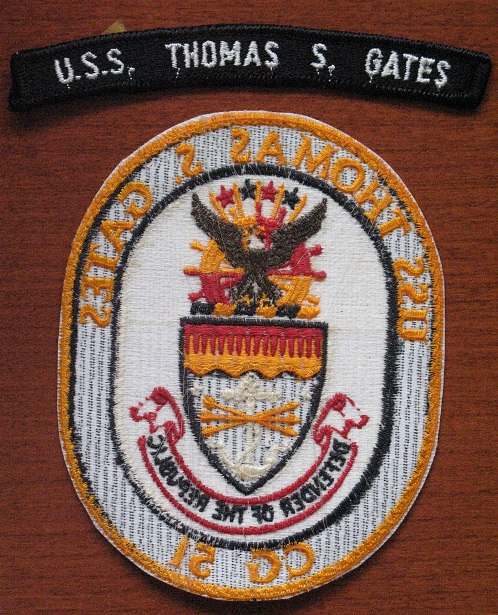 U.S.S. THOMAS S. GATES
USS THOMAS S. GATES
DEFENDER OF THE REPUBLIC
CG 51